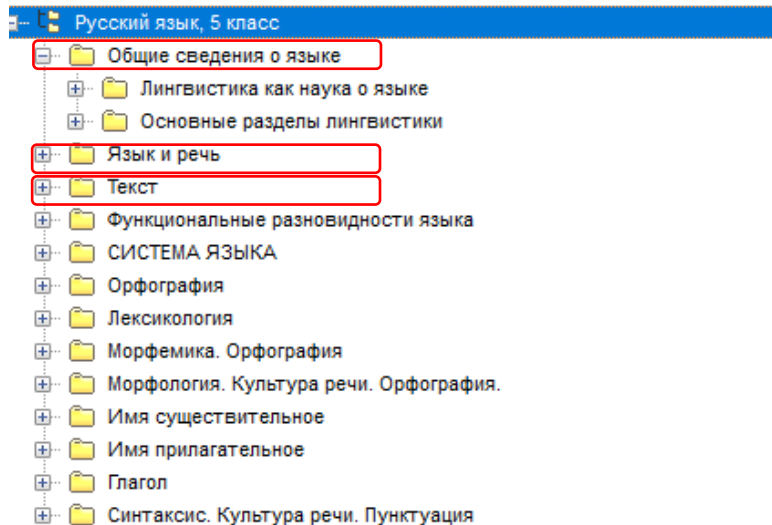 Русский язык, 5 класс
Общие сведения о языке
Лингвистика как наука о языке
Основные разделы лингвистики
Язык и речь
Текст
Функциональные разновидности языка
СИСТЕМА ЯЗЫКА
Орфография
Лексикология
Морфемика. Орфография
Морфология. Культура речи. Орфография.
Имя существительное
Имя прилагательное
Глагол
Синтаксис. Культура речи. Пунктуация